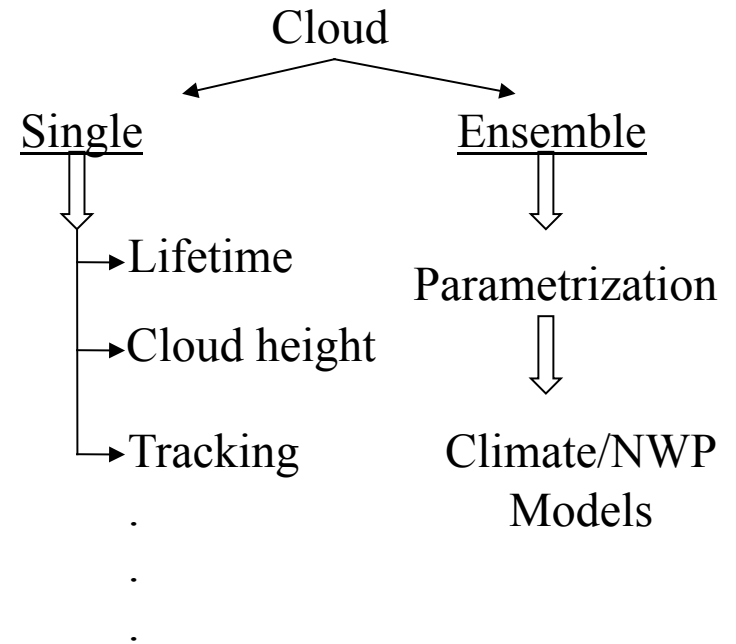 Cloud
Single
Ensemble
Lifetime
Parametrization
Cloud height
Tracking
Climate/NWP
Models
.
.
.